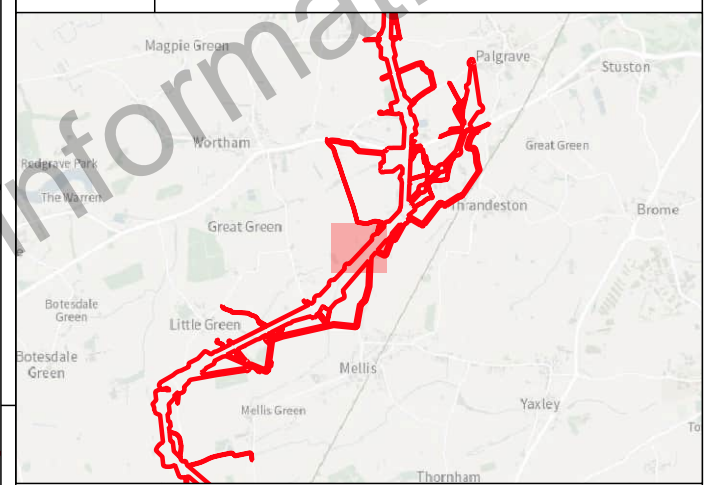 Magpie Green
Palgrave
Stuston
Wortham
Great Green
Redgrave Park
The Warren
Thrandeston
Brome
Great Green
Botesdale
Green
Little Green
Botesdale
Green
Mellis
Mellis Green
Yaxley
Thornham